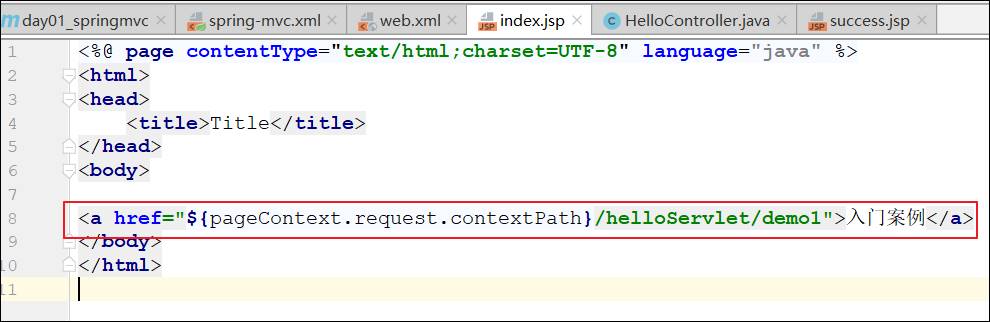 day01_springmvc × spring-mvc.xml × web.xml × index.jsp × HelloController.java × success.jsp ×
1 <%@ page contentType="text/html;charset=UTF-8" language="java" %>
2 <html>
3 <head>
4     <title>Title</title>
5 </head>
6 <body>
7
8 <a href="${pageContext.request.contextPath}/helloServlet/demo1">入门案例</a>
9 </body>
10 </html>
11